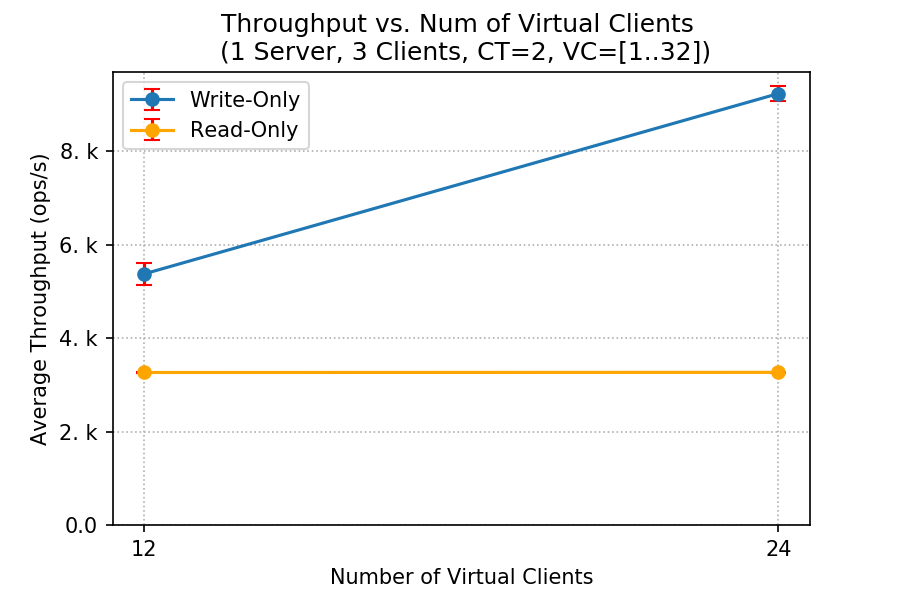 Throughput vs. Num of Virtual Clients
(1 Server, 3 Clients, CT=2, VC=[1..32])
Write-Only
Read-Only
Average Throughput (ops/s)
8. k
6. k
4. k
2. k
0.0
12
24
Number of Virtual Clients